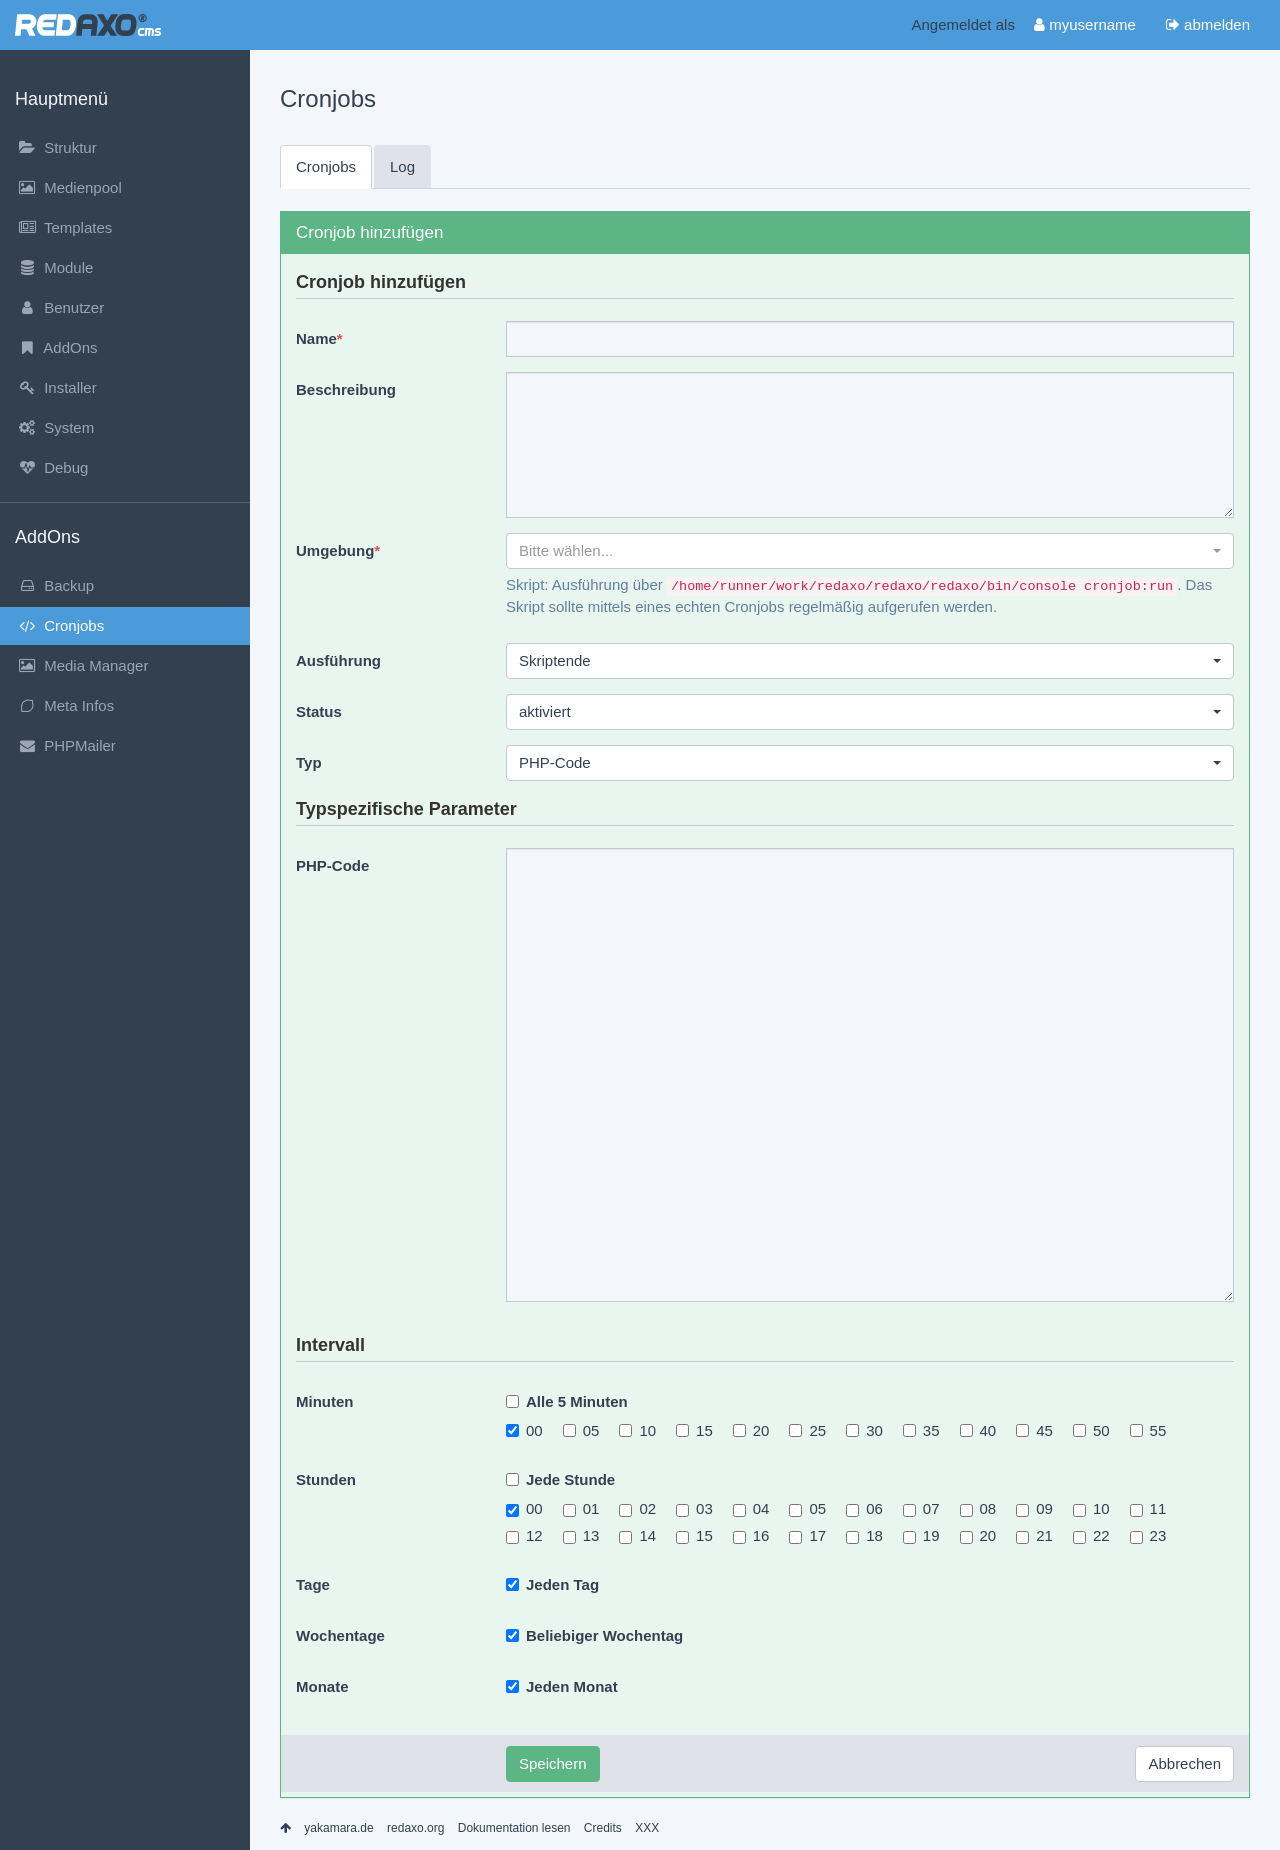 REDAXO® cms
Angemeldet als myusername abmelden
Hauptmenü
Struktur
Medienpool
Templates
Module
Benutzer
AddOns
Installer
System
Debug
AddOns
Backup
Cronjobs
Media Manager
Meta Infos
PHPMailer
Cronjobs
Cronjobs Log
Cronjob hinzufügen
Cronjob hinzufügen
Name*
Beschreibung
Umgebung* Bitte wählen...
Skript: Ausführung über /home/runner/work/redaxo/redaxo/redaxo/bin/console cronjob:run . Das
Skript sollte mittels eines echten Cronjobs regelmäßig aufgerufen werden.
Ausführung Skriptende
Status aktiviert
Typ PHP-Code
Typspezifische Parameter
PHP-Code
Intervall
Minuten Alle 5 Minuten
00 05 10 15 20 25 30 35 40 45 50 55
Stunden Jede Stunde
00 01 02 03 04 05 06 07 08 09 10 11
12 13 14 15 16 17 18 19 20 21 22 23
Tage Jeden Tag
Wochentage Beliebiger Wochentag
Monate Jeden Monat
Speichern Abbrechen
yakamara.de redaxo.org Dokumentation lesen Credits XXX